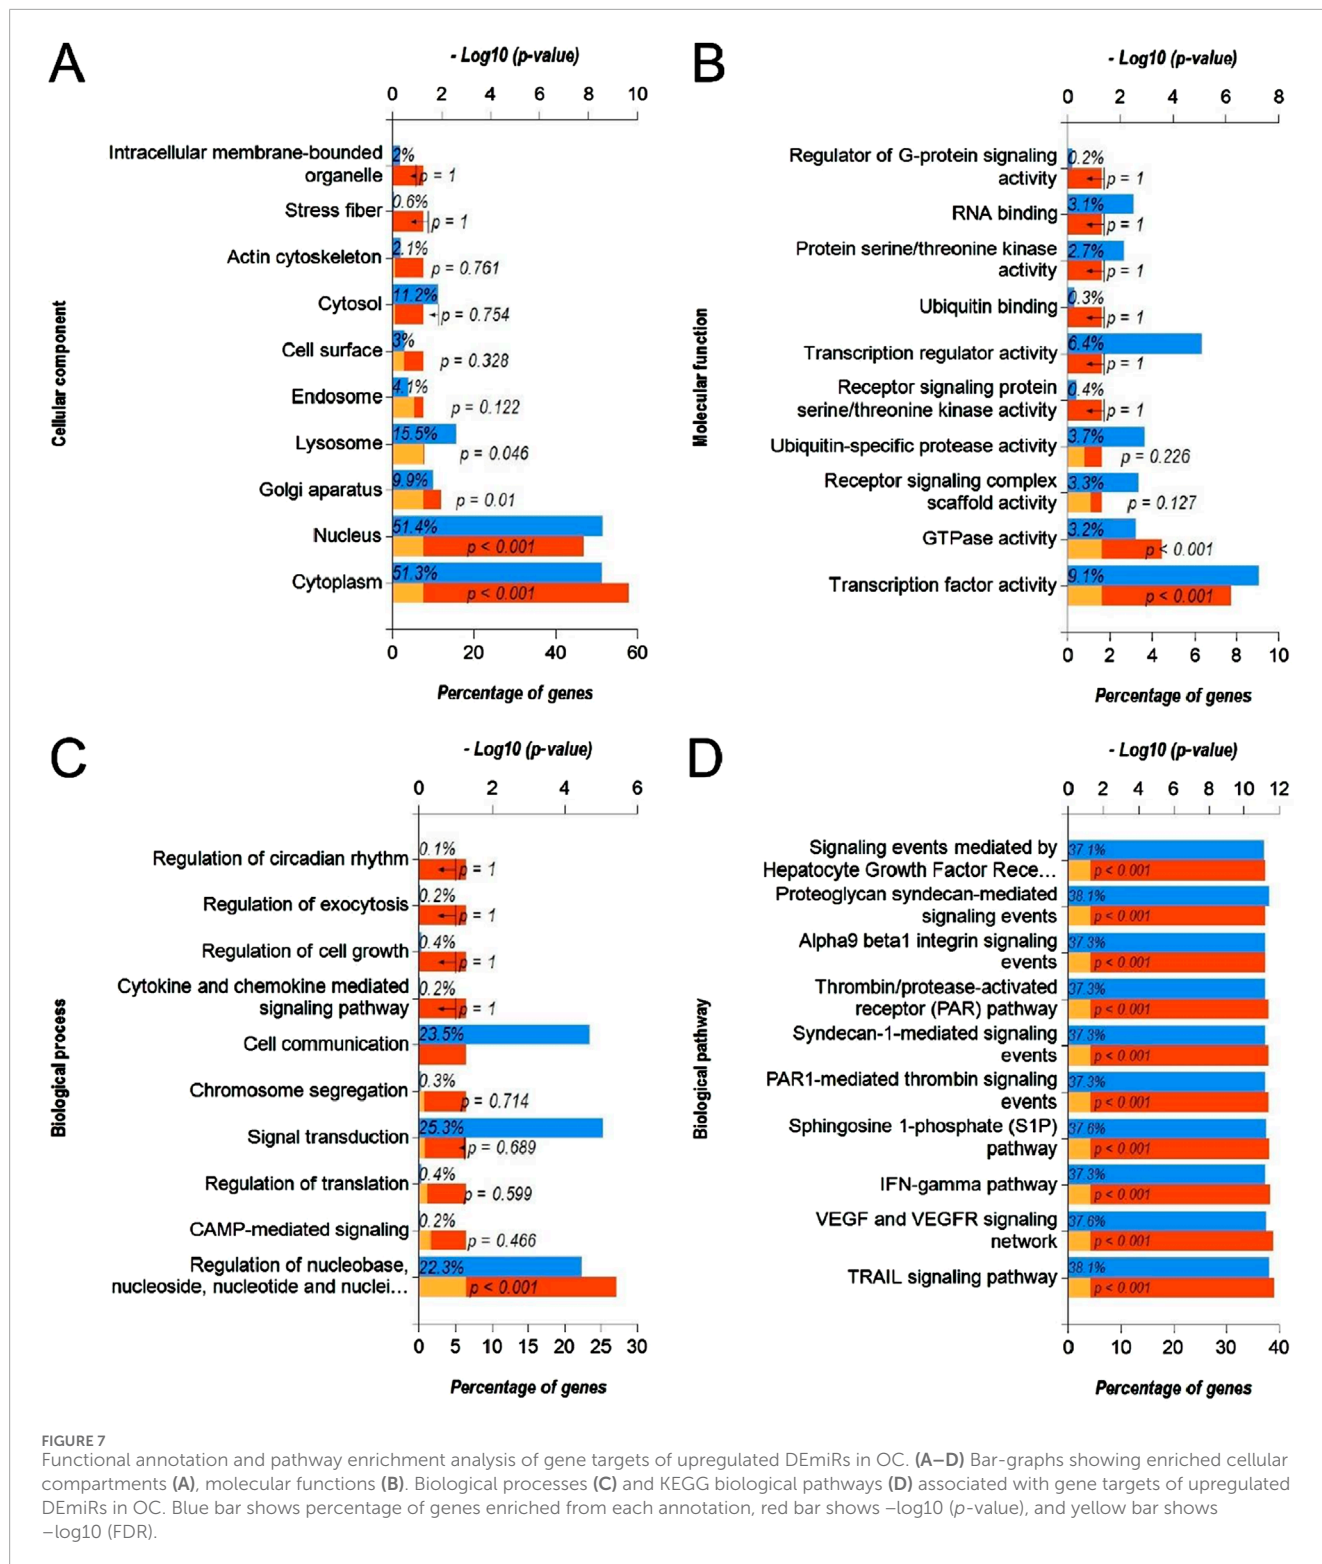 A
- Log10 (p-value)
0 2 4 6 8 10
Cellular component
Intracellular membrane-bounded
organelle
2%
p = 1
Stress fiber
0.6%
p = 1
Actin cytoskeleton
2.1%
p = 0.761
Cytosol
11.2%
p = 0.754
Cell surface
3%
p = 0.328
Endosome
4.1%
p = 0.122
Lysosome
15.5%
p = 0.046
Golgi aparatus
9.9%
p = 0.01
Nucleus
51.4%
p < 0.001
Cytoplasm
51.3%
p < 0.001
0 20 40 60
Percentage of genes
B
- Log10 (p-value)
0 2 4 6 8
Molecular function
Regulator of G-protein signaling
activity
0.2%
p = 1
RNA binding
3.1%
p = 1
Protein serine/threonine kinase
activity
2.7%
p = 1
Ubiquitin binding
0.3%
p = 1
Transcription regulator activity
6.4%
p = 1
Receptor signaling protein
serine/threonine kinase activity
0.4%
p = 1
Ubiquitin-specific protease activity
3.7%
p = 0.226
Receptor signaling complex
scaffold activity
3.3%
p = 0.127
GTPase activity
3.2%
p < 0.001
Transcription factor activity
9.1%
p < 0.001
0 2 4 6 8 10
Percentage of genes
C
- Log10 (p-value)
0 2 4 6
Biological process
Regulation of circadian rhythm
0.1%
p = 1
Regulation of exocytosis
0.2%
p = 1
Regulation of cell growth
0.4%
p = 1
Cytokine and chemokine mediated
signaling pathway
0.2%
p = 1
Cell communication
23.5%
Chromosome segregation
0.3%
p = 0.714
Signal transduction
25.3%
p = 0.689
Regulation of translation
0.4%
p = 0.599
CAMP-mediated signaling
0.2%
p = 0.466
Regulation of nucleobase,
nucleoside, nucleotide and nuclei...
22.3%
p < 0.001
0 5 10 15 20 25 30
Percentage of genes
D
- Log10 (p-value)
0 2 4 6 8 10 12
Biological pathway
Signaling events mediated by
Hepatocyte Growth Factor Rece...
37.1%
p < 0.001
Proteoglycan syndecan-mediated
signaling events
38.1%
p < 0.001
Alpha9 beta1 integrin signaling
events
37.3%
p < 0.001
Thrombin/protease-activated
receptor (PAR) pathway
37.3%
p < 0.001
Syndecan-1-mediated signaling
events
37.3%
p < 0.001
PAR1-mediated thrombin signaling
events
37.3%
p < 0.001
Sphingosine 1-phosphate (S1P)
pathway
37.6%
p < 0.001
IFN-gamma pathway
37.3%
p < 0.001
VEGF and VEGFR signaling
network
37.6%
p < 0.001
TRAIL signaling pathway
38.1%
p < 0.001
0 10 20 30 40
Percentage of genes
FIGURE 7
Functional annotation and pathway enrichment analysis of gene targets of upregulated DEmiRs in OC. (A–D) Bar-graphs showing enriched cellular
compartments (A), molecular functions (B). Biological processes (C) and KEGG biological pathways (D) associated with gene targets of upregulated
DEmiRs in OC. Blue bar shows percentage of genes enriched from each annotation, red bar shows –log10 (p-value), and yellow bar shows
–log10 (FDR).